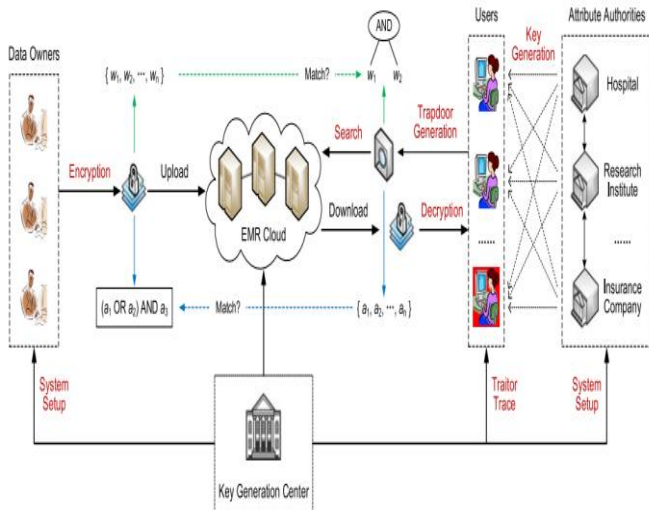 Data Owners
Users
Attribute Authorities
AND
Key
Generation
{ w1, w2, ···, wn }
Match?
w1
w2
Hospital
Trapdoor
Generation
Search
Encryption
Upload
Research
Institute
EMR Cloud
Download
Decryption
......
......
(a1 OR a2) AND a3
Match?
{ a1, a2, ···, an }
Insurance
Company
System
Setup
Traitor
Trace
System
Setup
Key Generation Center